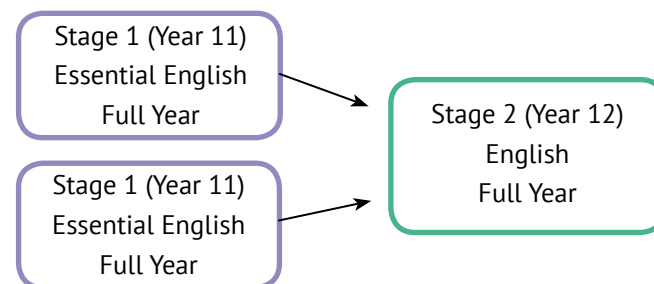 Stage 1 (Year 11)
Essential English
Full Year
Stage 1 (Year 11)
Essential English
Full Year
Stage 2 (Year 12)
English
Full Year